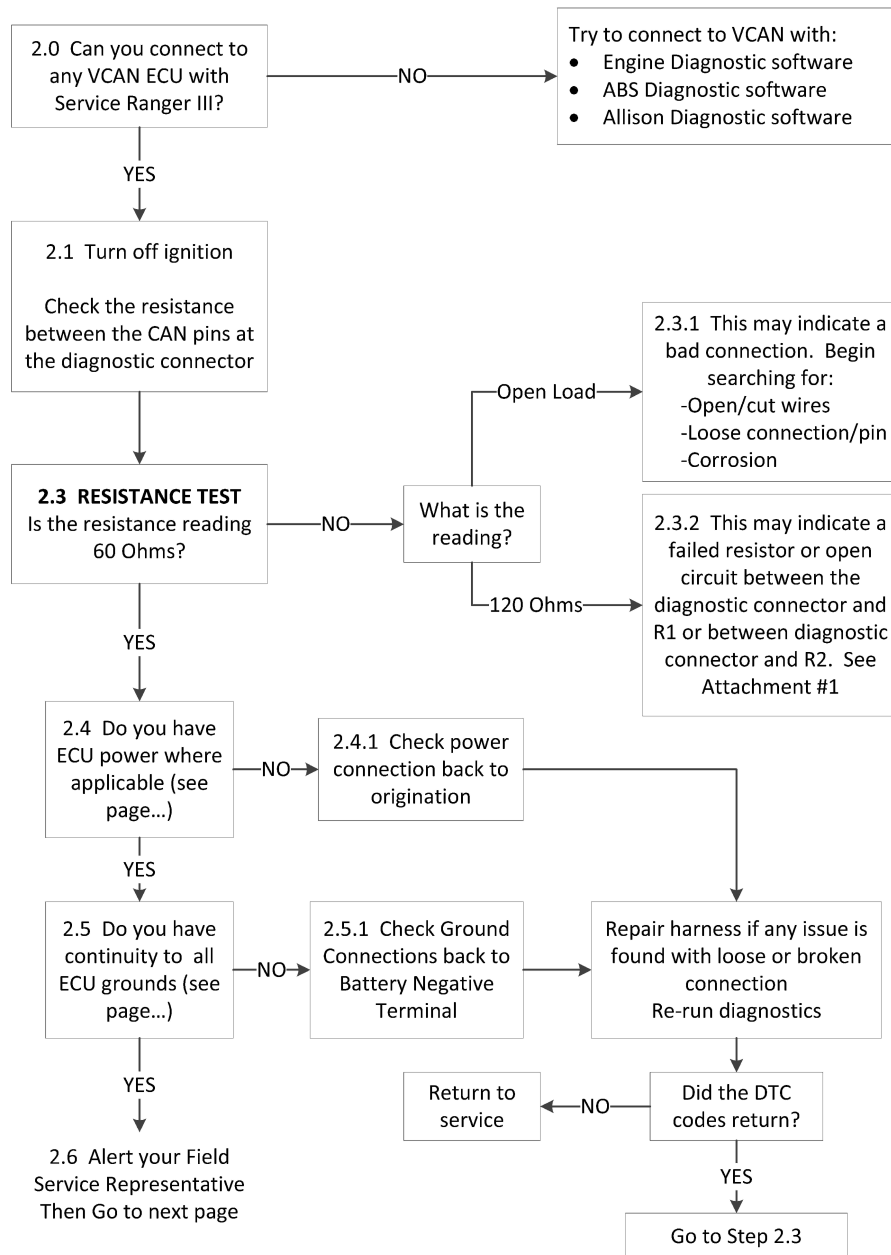 2.0 Can you connect to
any VCAN ECU with
Service Ranger III?
NO
Try to connect to VCAN with:
● Engine Diagnostic software
● ABS Diagnostic software
● Allison Diagnostic software
YES
2.1 Turn off ignition
Check the resistance
between the CAN pins at
the diagnostic connector
2.3 RESISTANCE TEST
Is the resistance reading
60 Ohms?
NO
What is the
reading?
Open Load
2.3.1 This may indicate a
bad connection. Begin
searching for:
-Open/cut wires
-Loose connection/pin
-Corrosion
120 Ohms
2.3.2 This may indicate a
failed resistor or open
circuit between the
diagnostic connector and
R1 or between diagnostic
connector and R2. See
Attachment #1
YES
2.4 Do you have
ECU power where
applicable (see
page…)
NO
2.4.1 Check power
connection back to
origination
YES
2.5 Do you have
continuity to all
ECU grounds (see
page…)
NO
2.5.1 Check Ground
Connections back to
Battery Negative
Terminal
Repair harness if any issue is
found with loose or broken
connection
Re-run diagnostics
YES
2.6 Alert your Field
Service Representative
Then Go to next page
Did the DTC
codes return?
NO
Return to
service
YES
Go to Step 2.3